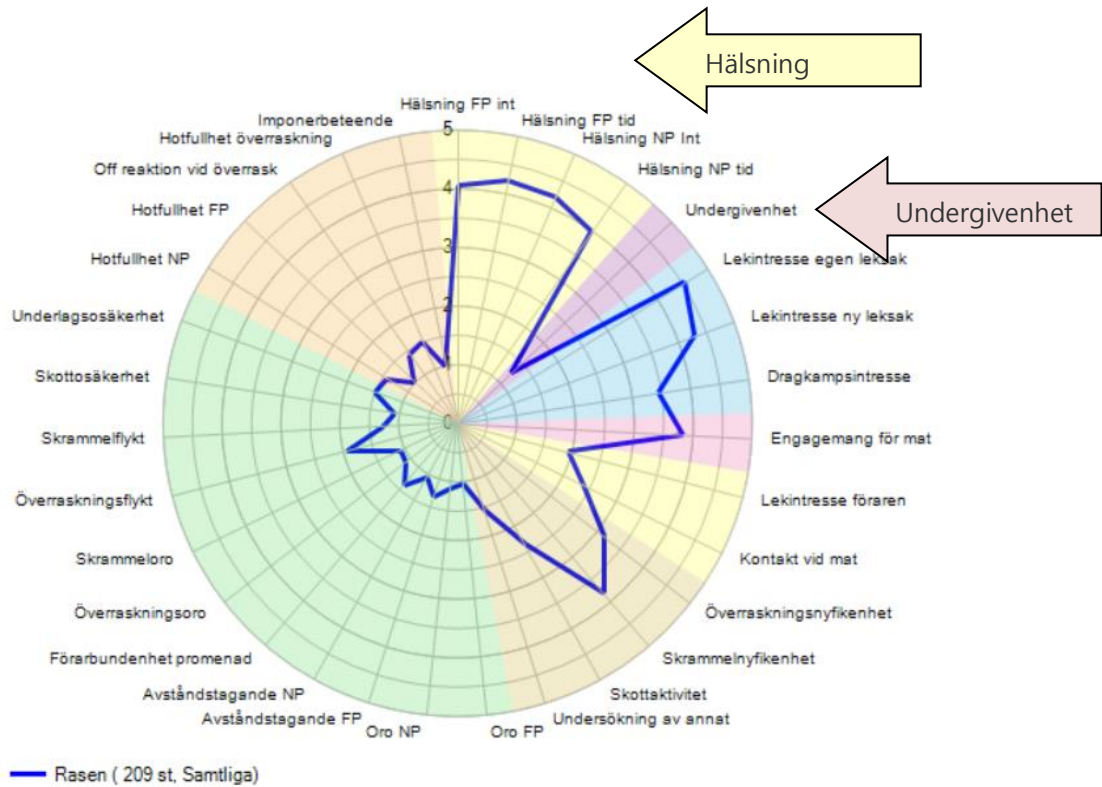 Hälsning
Undergivenhet
Hälsning FP int
Hälsning FP tid
Hälsning NP Int
Hälsning NP tid
Undergivenhet
Lekintresse egen leksak
Lekintresse ny leksak
Dragkampsintresse
Engagemang för mat
Lekintresse föraren
Kontakt vid mat
Överraskningsnyfikenhet
Skrammelnyfikenhet
Skottaktivitet
Undersökning av annat
Oro FP
Oro NP
Avståndstagande FP
Avståndstagande NP
Förarbundenhet promenad
Överraskningsoro
Skrammeloro
Överraskningsflykt
Skrammelflykt
Skottosäkerhet
Underlagsosäkerhet
Hotfullhet NP
Hotfullhet FP
Off reaktion vid överrask
Hotfullhet överraskning
Imponerbeteende
5
4
3
2
1
0
Rasen ( 209 st, Samtliga)